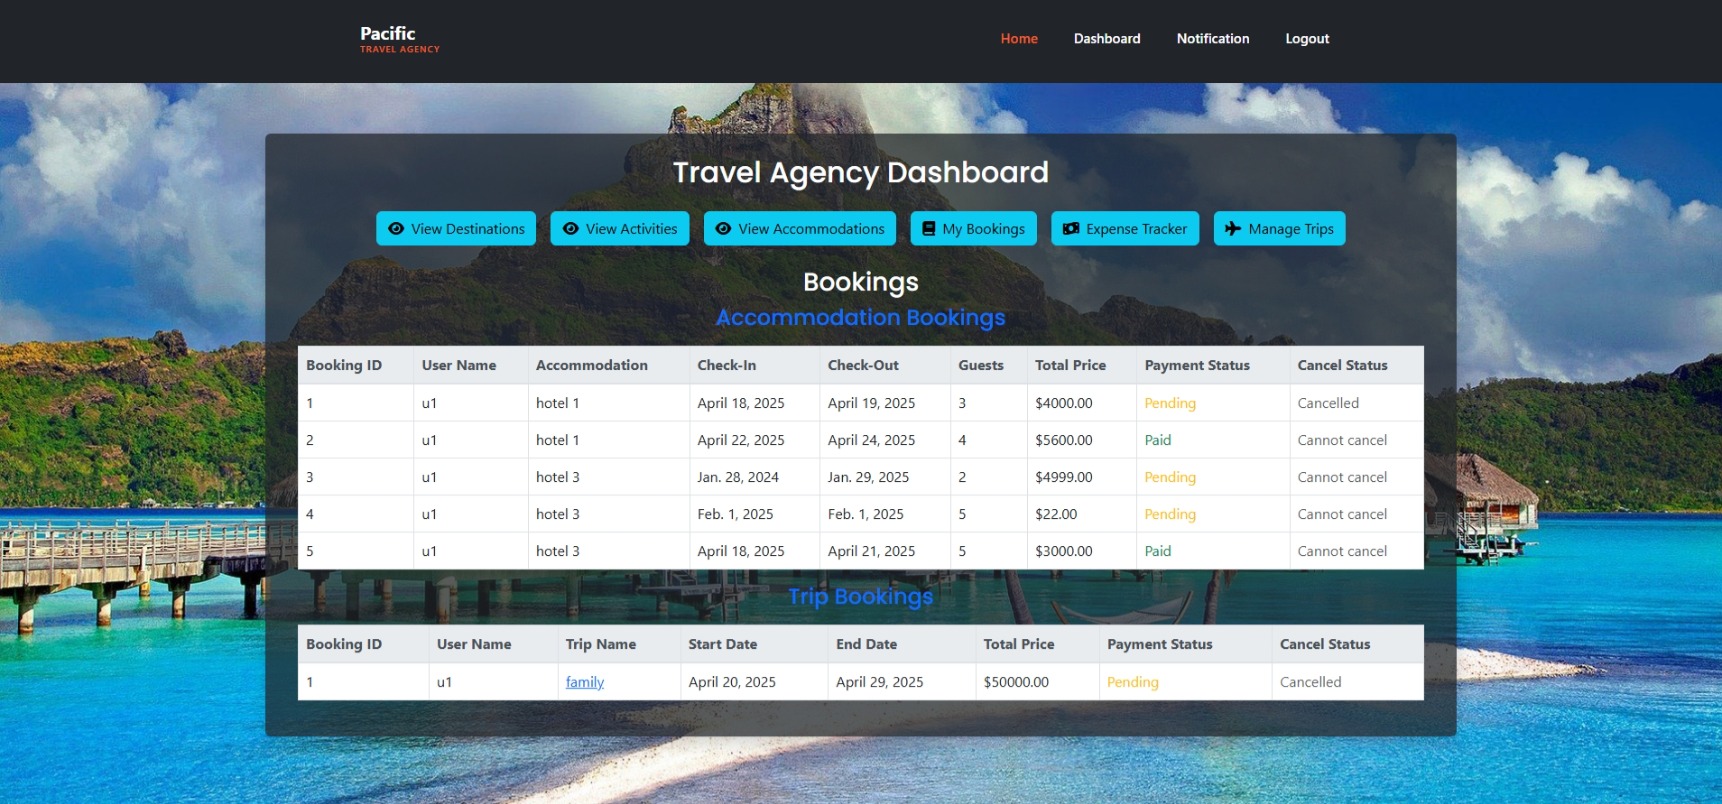 Pacific
TRAVEL AGENCY
Home Dashboard Notification Logout
Travel Agency Dashboard
View Destinations View Activities View Accommodations My Bookings Expense Tracker Manage Trips
Bookings
Accommodation Bookings
Booking ID User Name Accommodation Check-In Check-Out Guests Total Price Payment Status Cancel Status
1 u1 hotel 1 April 18, 2025 April 19, 2025 3 $4000.00 Pending Cancelled
2 u1 hotel 1 April 22, 2025 April 24, 2025 4 $5600.00 Paid Cannot cancel
3 u1 hotel 3 Jan. 28, 2024 Jan. 29, 2025 2 $4999.00 Pending Cannot cancel
4 u1 hotel 3 Feb. 1, 2025 Feb. 1, 2025 5 $22.00 Pending Cannot cancel
5 u1 hotel 3 April 18, 2025 April 21, 2025 5 $3000.00 Paid Cannot cancel
Trip Bookings
Booking ID User Name Trip Name Start Date End Date Total Price Payment Status Cancel Status
1 u1 family April 20, 2025 April 29, 2025 $50000.00 Pending Cancelled